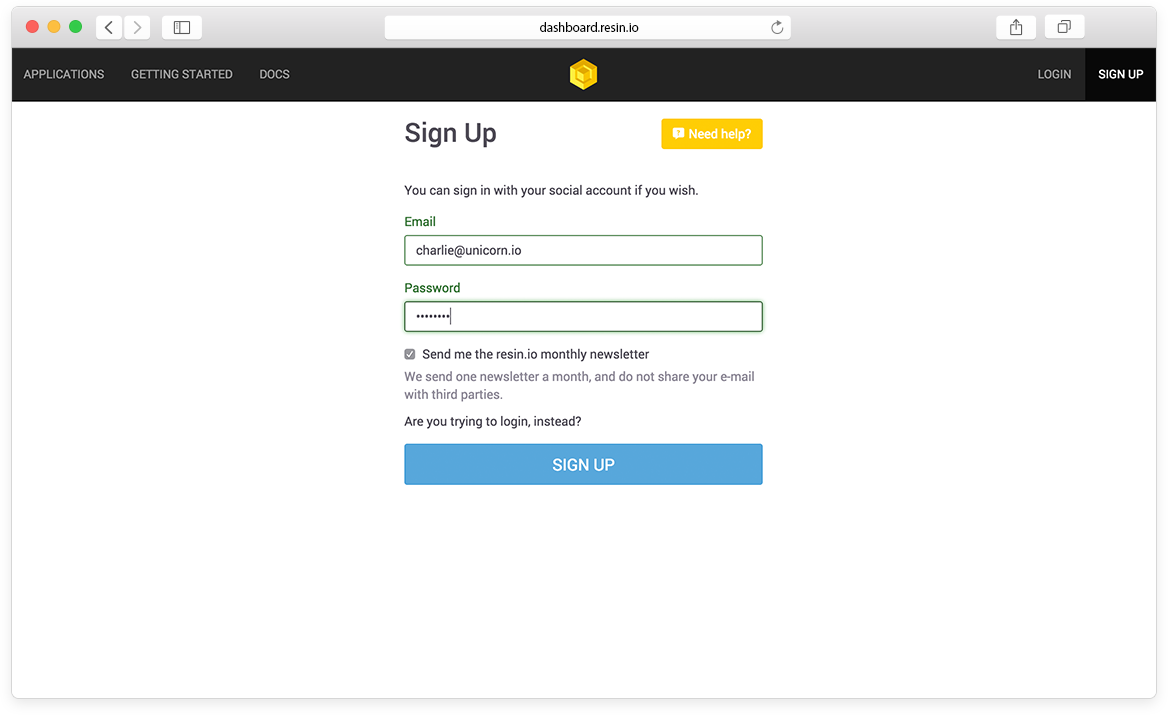 dashboard.resin.io
APPLICATIONS GETTING STARTED DOCS LOGIN SIGN UP
Sign Up
Need help?
You can sign in with your social account if you wish.
Email
charlie@unicorn.io
Password
••••••••
Send me the resin.io monthly newsletter
We send one newsletter a month, and do not share your e-mail
with third parties.
Are you trying to login, instead?
SIGN UP